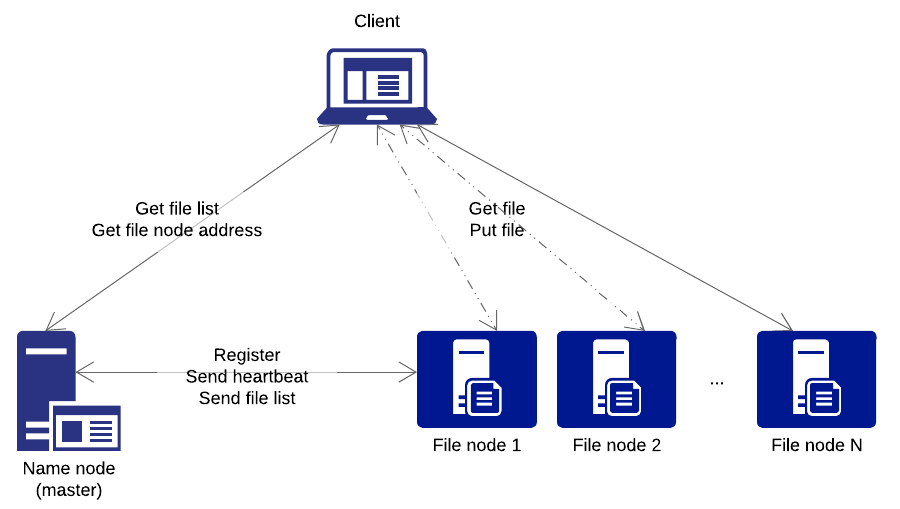 Client
Get file list
Get file node address
Get file
Put file
Register
Send heartbeat
Send file list
...
File node 1
File node 2
File node N
Name node
(master)